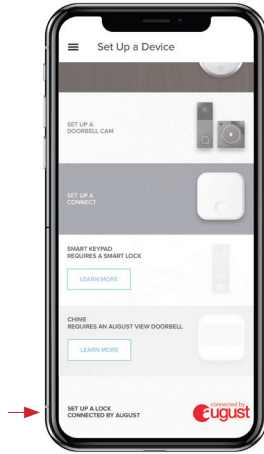 Set Up a Device
SET UP A
DOORBELL CAM
SET UP A
CONNECT
SMART KEYPAD
REQUIRES A SMART LOCK
LEARN MORE
CHIME
REQUIRES AN AUGUST VIEW DOORBELL
LEARN MORE
SET UP A LOCK
CONNECTED BY AUGUST
connected by
august